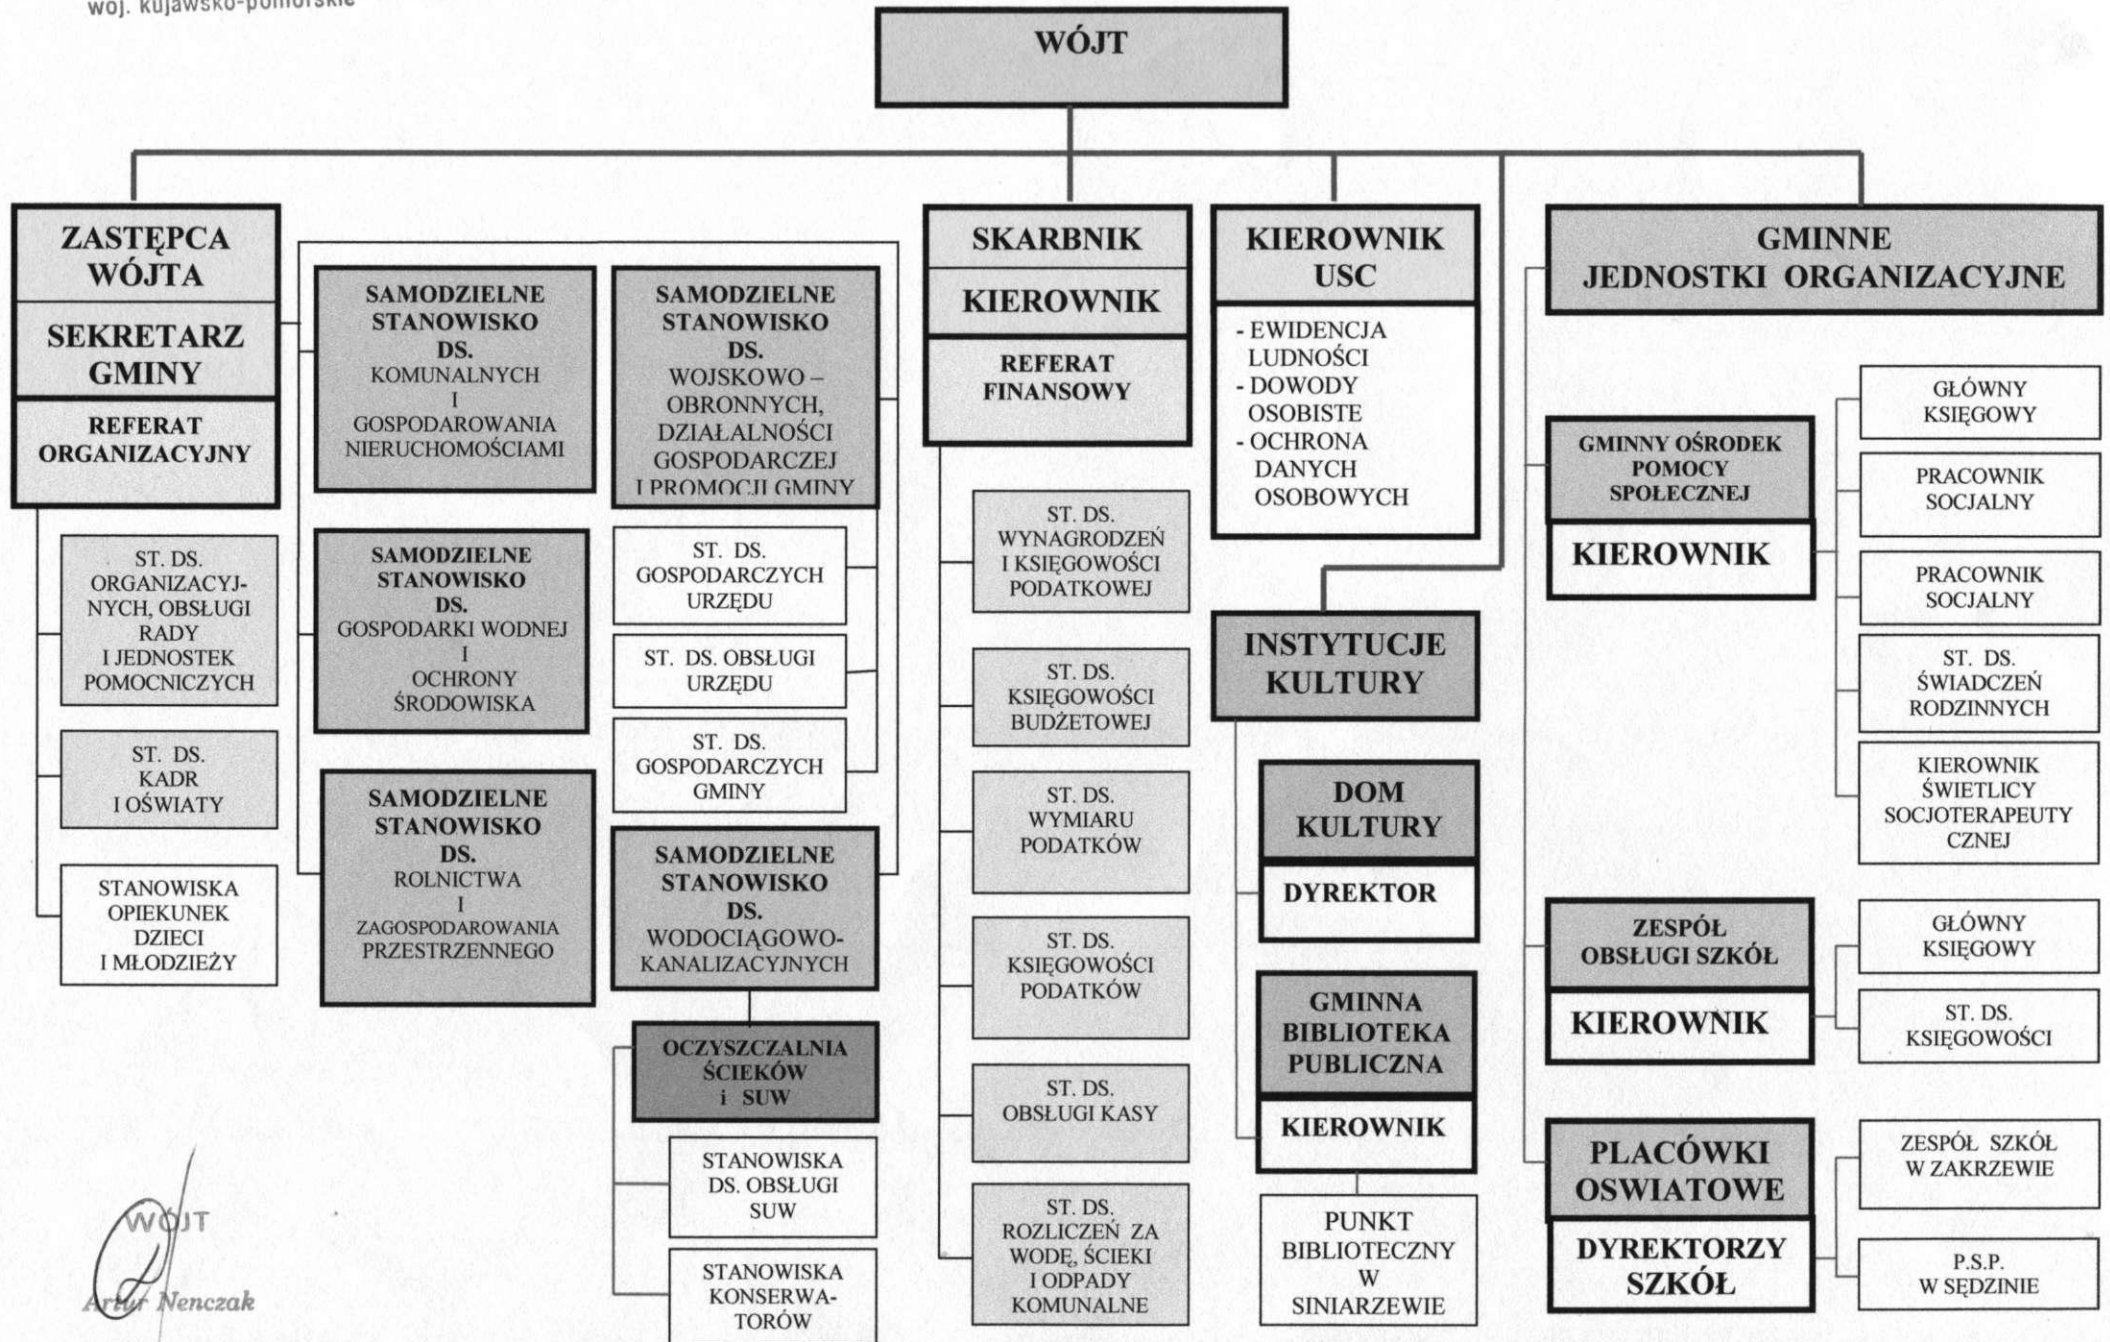 woj. kujawsko-pomorskie
WÓJT
ZASTĘPCA
WÓJTA
SEKRETARZ
GMINY
REFERAT
ORGANIZACYJNY
ST. DS.
ORGANIZACYJ-
NYCH, OBSŁUGI
RADY
I JEDNOSTEK
POMOCNICZYCH
ST. DS.
KADR
I OŚWIATY
STANOWISKA
OPIEKUNEK
DZIECI
I MŁODZIEŻY
SAMODZIELNE
STANOWISKO
DS.
KOMUNALNYCH
I
GOSPODAROWANIA
NIERUCHOMOŚCIAMI
SAMODZIELNE
STANOWISKO
DS.
GOSPODARKI WODNEJ
I
OCHRONY
ŚRODOWISKA
SAMODZIELNE
STANOWISKO
DS.
ROLNICTWA
I
ZAGOSPODAROWANIA
PRZESTRZENNEGO
SAMODZIELNE
STANOWISKO
DS.
WOJSKOWO –
OBRONNYCH,
DZIAŁALNOŚCI
GOSPODARCZEJ
I PROMOCJI GMINY
ST. DS.
GOSPODARCZYCH
URZĘDU
ST. DS. OBSŁUGI
URZĘDU
ST. DS.
GOSPODARCZYCH
GMINY
SAMODZIELNE
STANOWISKO
DS.
WODOCIĄGOWO-
KANALIZACYJNYCH
OCZYSZCZALNIA
ŚCIEKÓW
i SUW
STANOWISKA
DS. OBSŁUGI
SUW
STANOWISKA
KONSERWA-
TORÓW
SKARBNIK
KIEROWNIK
REFERAT
FINANSOWY
ST. DS.
WYNAGRODZEŃ
I KSIĘGOWOŚCI
PODATKOWEJ
ST. DS.
KSIĘGOWOŚCI
BUDŻETOWEJ
ST. DS.
WYMIARU
PODATKÓW
ST. DS.
KSIĘGOWOŚCI
PODATKÓW
ST. DS.
OBSŁUGI KASY
ST. DS.
ROZLICZEŃ ZA
WODĘ, ŚCIEKI
I ODPADY
KOMUNALNE
KIEROWNIK
USC
- EWIDENCJA
LUDNOŚCI
- DOWODY
OSOBISTE
- OCHRONA
DANYCH
OSOBOWYCH
INSTYTUCJE
KULTURY
DOM
KULTURY
DYREKTOR
GMINNA
BIBLIOTEKA
PUBLICZNA
KIEROWNIK
PUNKT
BIBLIOTECZNY
W
SINIARZEWIE
GMINNE
JEDNOSTKI ORGANIZACYJNE
GMINNY OŚRODEK
POMOCY
SPOŁECZNEJ
KIEROWNIK
GŁÓWNY
KSIĘGOWY
PRACOWNIK
SOCJALNY
PRACOWNIK
SOCJALNY
ST. DS.
ŚWIADCZEŃ
RODZINNYCH
KIEROWNIK
ŚWIETLICY
SOCJOTERAPEUTY
CZNEJ
ZESPÓŁ
OBSŁUGI SZKÓŁ
KIEROWNIK
GŁÓWNY
KSIĘGOWY
ST. DS.
KSIĘGOWOŚCI
PLACÓWKI
OSWIATOWE
DYREKTORZY
SZKÓŁ
ZESPÓŁ SZKÓŁ
W ZAKRZEWIE
P.S.P.
W SĘDZINIE
WÓJT
Artur Nenczak